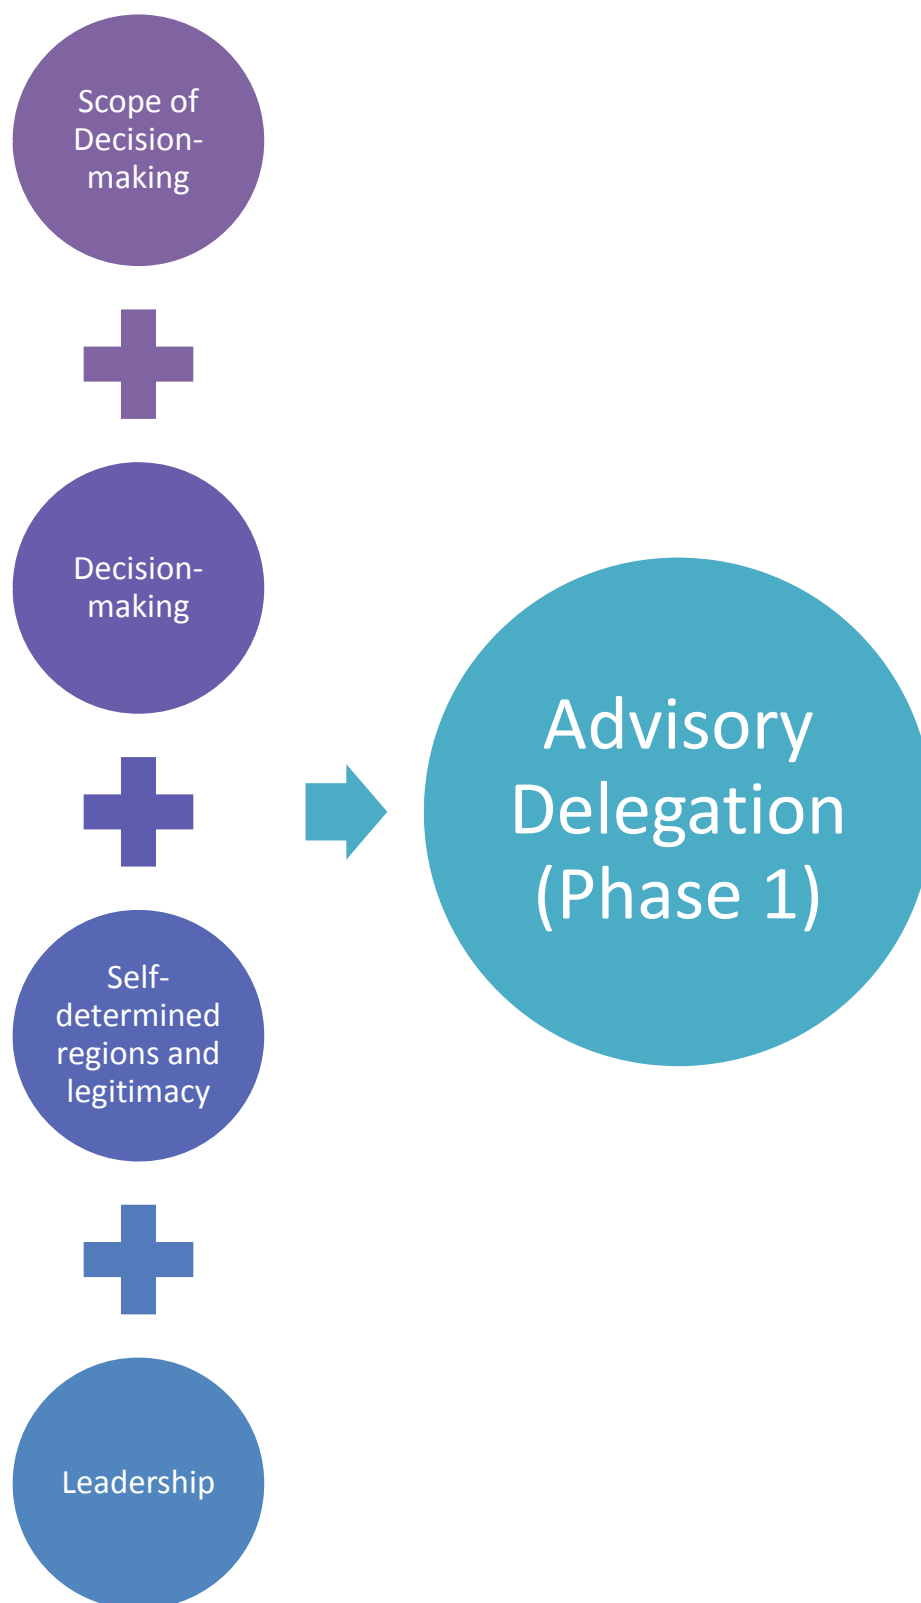 Scope of
Decision-
making
Decision-
making
Self-
determined
regions and
legitimacy
Leadership
Advisory
Delegation
(Phase 1)